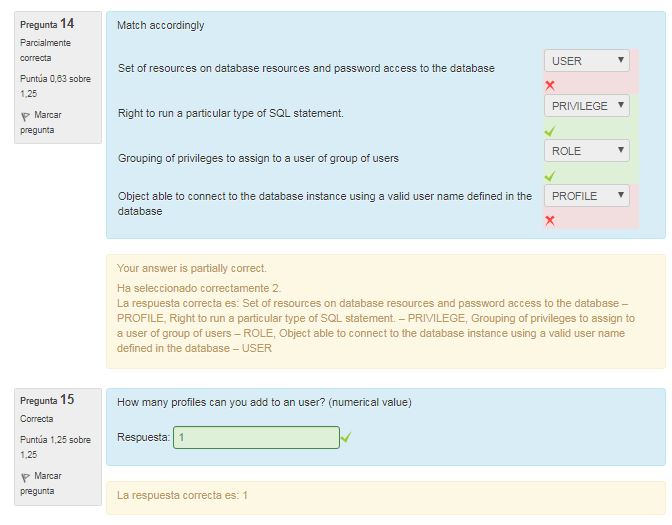 Pregunta 14
Parcialmente
correcta
Puntúa 0,63 sobre
1,25
Marcar
pregunta
Match accordingly
Set of resources on database resources and password access to the database
USER
Right to run a particular type of SQL statement.
PRIVILEGE
Grouping of privileges to assign to a user of group of users
ROLE
Object able to connect to the database instance using a valid user name defined in the
database
PROFILE
Your answer is partially correct.
Ha seleccionado correctamente 2.
La respuesta correcta es: Set of resources on database resources and password access to the database –
PROFILE, Right to run a particular type of SQL statement. – PRIVILEGE, Grouping of privileges to assign to
a user of group of users – ROLE, Object able to connect to the database instance using a valid user name
defined in the database – USER
Pregunta 15
Correcta
Puntúa 1,25 sobre
1,25
Marcar
pregunta
How many profiles can you add to an user? (numerical value)
Respuesta: 1
La respuesta correcta es: 1